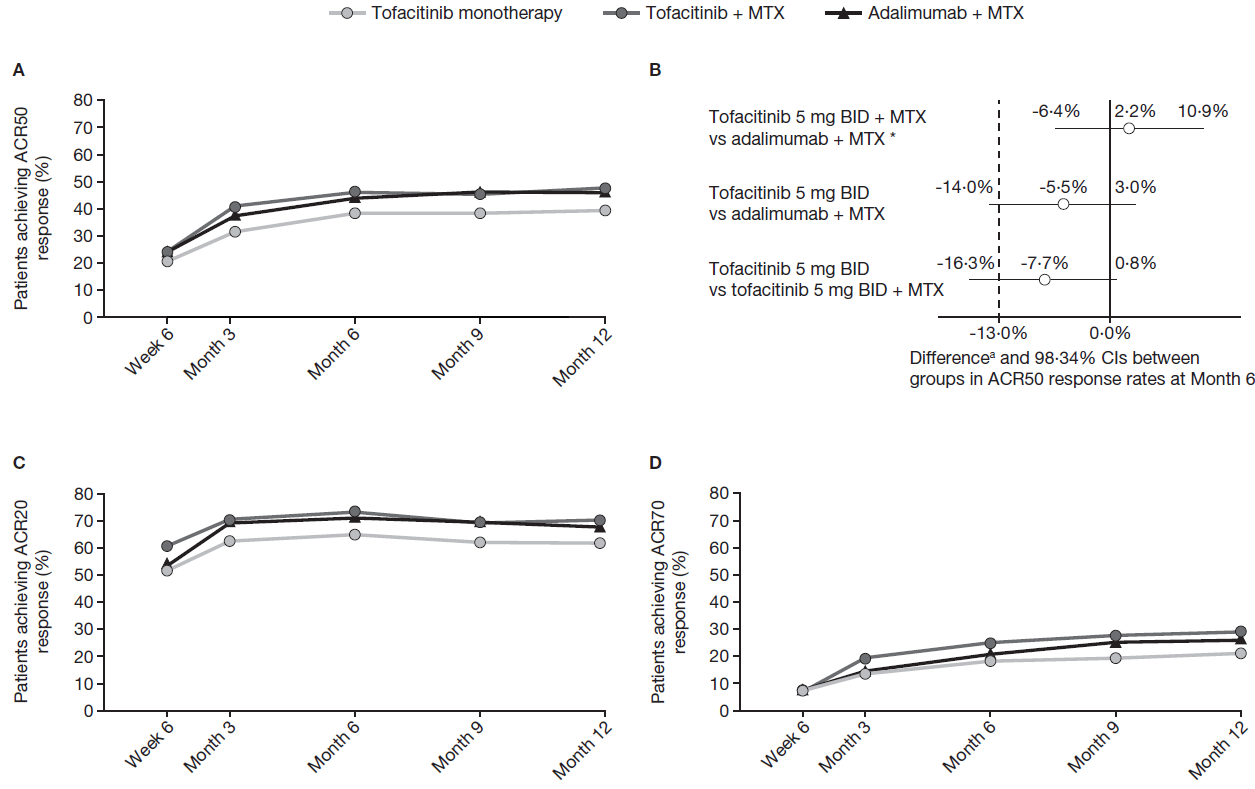 Tofacitinib monotherapy
Tofacitinib + MTX
Adalimumab + MTX
A
Patients achieving ACR50
response (%)
80
70
60
50
40
30
20
10
0
Week 6
Month 3
Month 6
Month 9
Month 12
B
Tofacitinib 5 mg BID + MTX
vs adalimumab + MTX *
-6·4%
2·2%
10·9%
Tofacitinib 5 mg BID
vs adalimumab + MTX
-14·0%
-5·5%
3·0%
Tofacitinib 5 mg BID
vs tofacitinib 5 mg BID + MTX
-16·3%
-7·7%
0·8%
-13·0%
0·0%
Differenceᵃ and 98·34% CIs between
groups in ACR50 response rates at Month 6
C
Patients achieving ACR20
response (%)
80
70
60
50
40
30
20
10
0
Week 6
Month 3
Month 6
Month 9
Month 12
D
Patients achieving ACR70
response (%)
80
70
60
50
40
30
20
10
0
Week 6
Month 3
Month 6
Month 9
Month 12